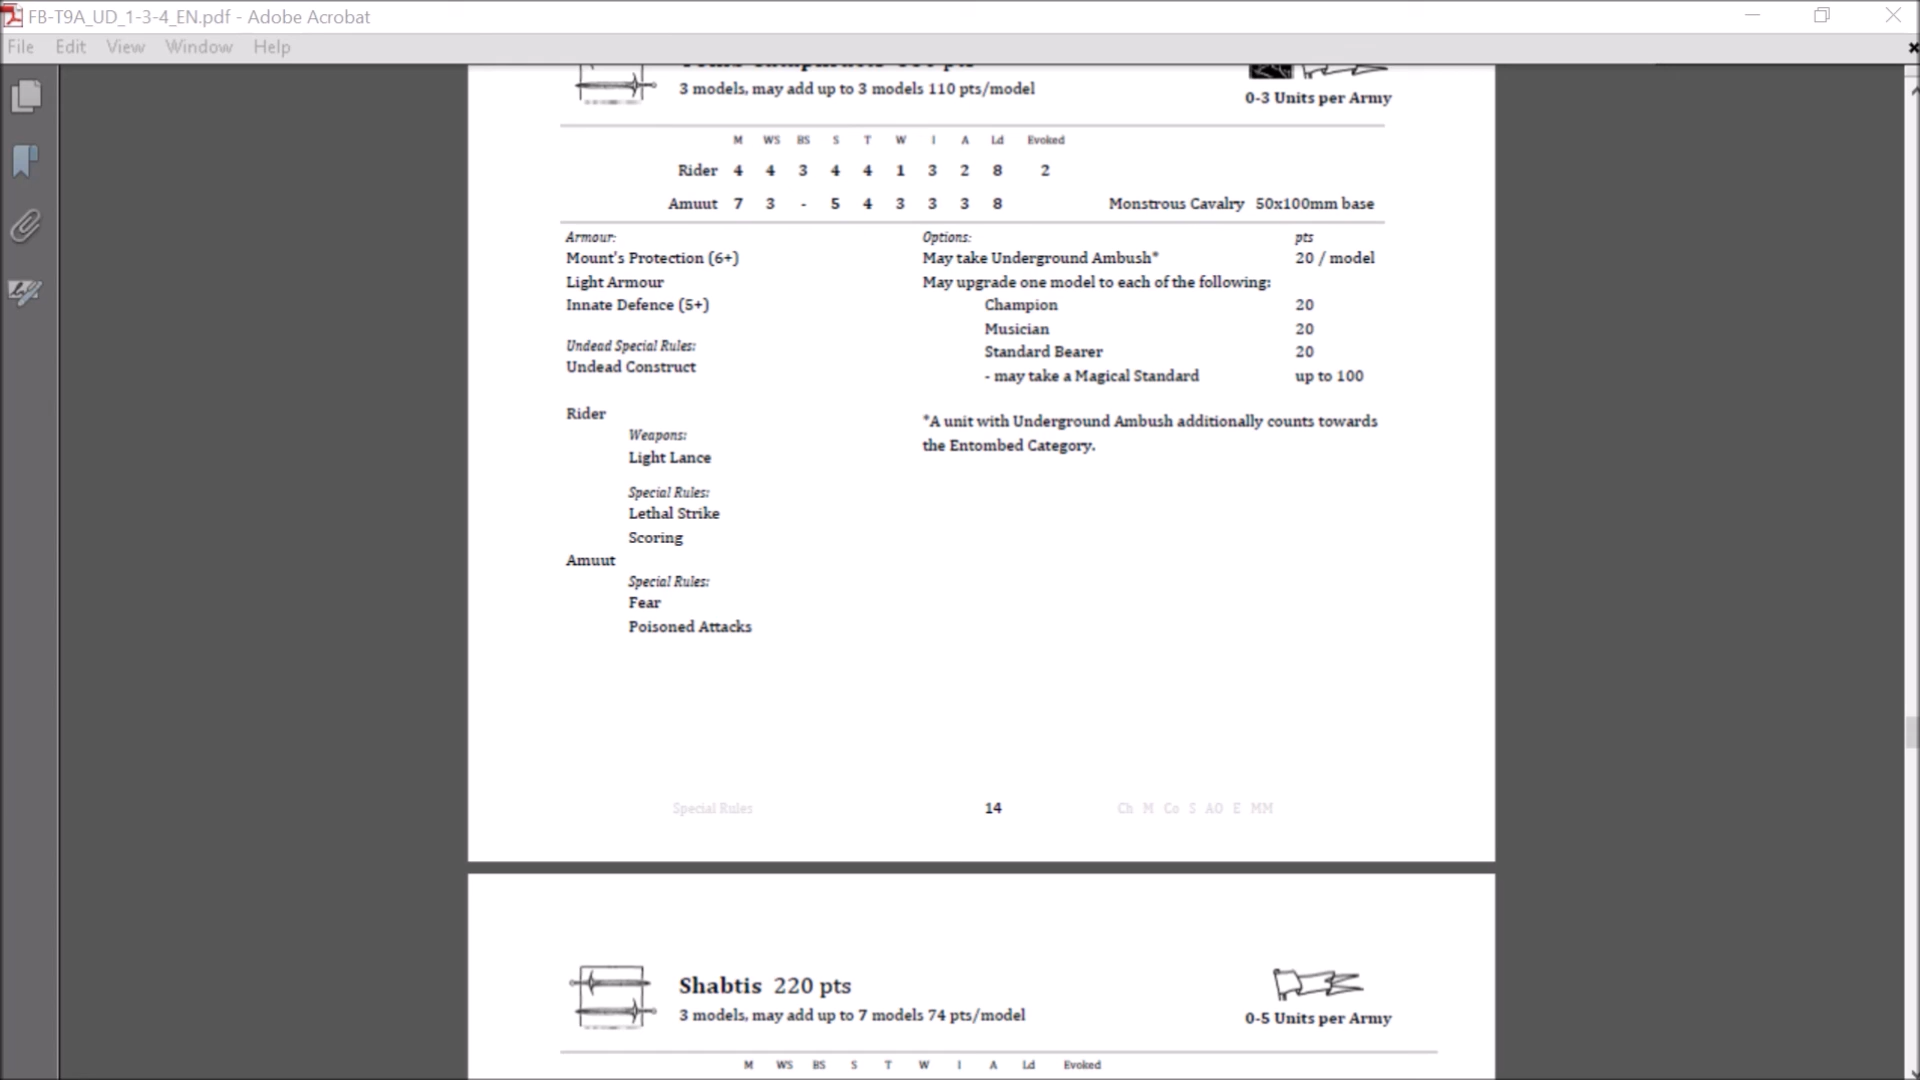 FB-T9A_UD_1-3-4_EN.pdf - Adobe Acrobat
File Edit View Window Help
3 models, may add up to 3 models 110 pts/model
0-3 Units per Army
M WS BS S T W I A Ld Evoked
Rider 4 4 3 4 4 1 3 2 8 2
Amuut 7 3 - 5 4 3 3 3 8 Monstrous Cavalry 50x100mm base
Armour:
Mount's Protection (6+)
Light Armour
Innate Defence (5+)
Undead Special Rules:
Undead Construct
Rider
Weapons:
Light Lance
Special Rules:
Lethal Strike
Scoring
Amuut
Special Rules:
Fear
Poisoned Attacks
Options: pts
May take Underground Ambush* 20 / model
May upgrade one model to each of the following:
Champion 20
Musician 20
Standard Bearer 20
- may take a Magical Standard up to 100
*A unit with Underground Ambush additionally counts towards
the Entombed Category.
Special Rules 14 Ch M Co S AO E MM
Shabtis 220 pts
3 models, may add up to 7 models 74 pts/model
0-5 Units per Army
M WS BS S T W I A Ld Evoked